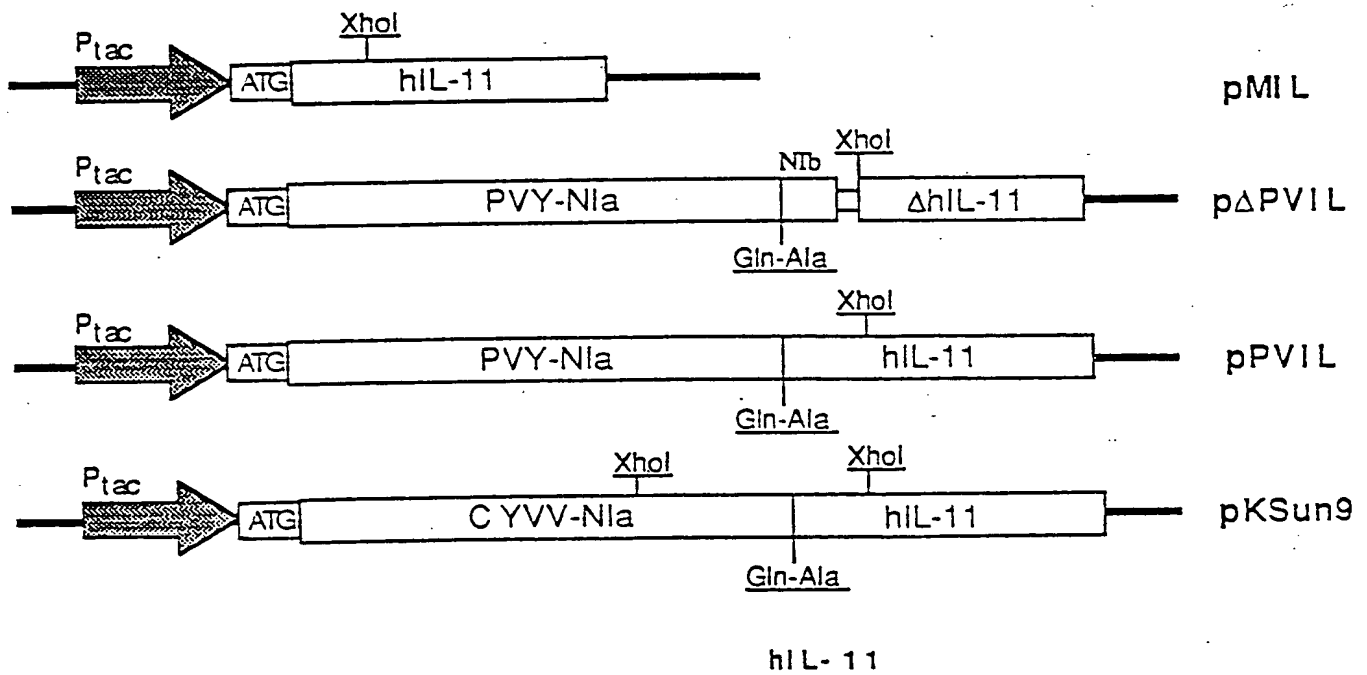 XhoI
Ptac
ATG hIL-11
pMIL
XhoI
Ptac
NIb
ATG PVY-NIa ΔhIL-11
pΔPVIL
Gln-Ala
XhoI
Ptac
ATG PVY-NIa hIL-11
pPVIL
Gln-Ala
XhoI XhoI
Ptac
ATG CYVV-NIa hIL-11
pKSun9
Gln-Ala
hIL-11